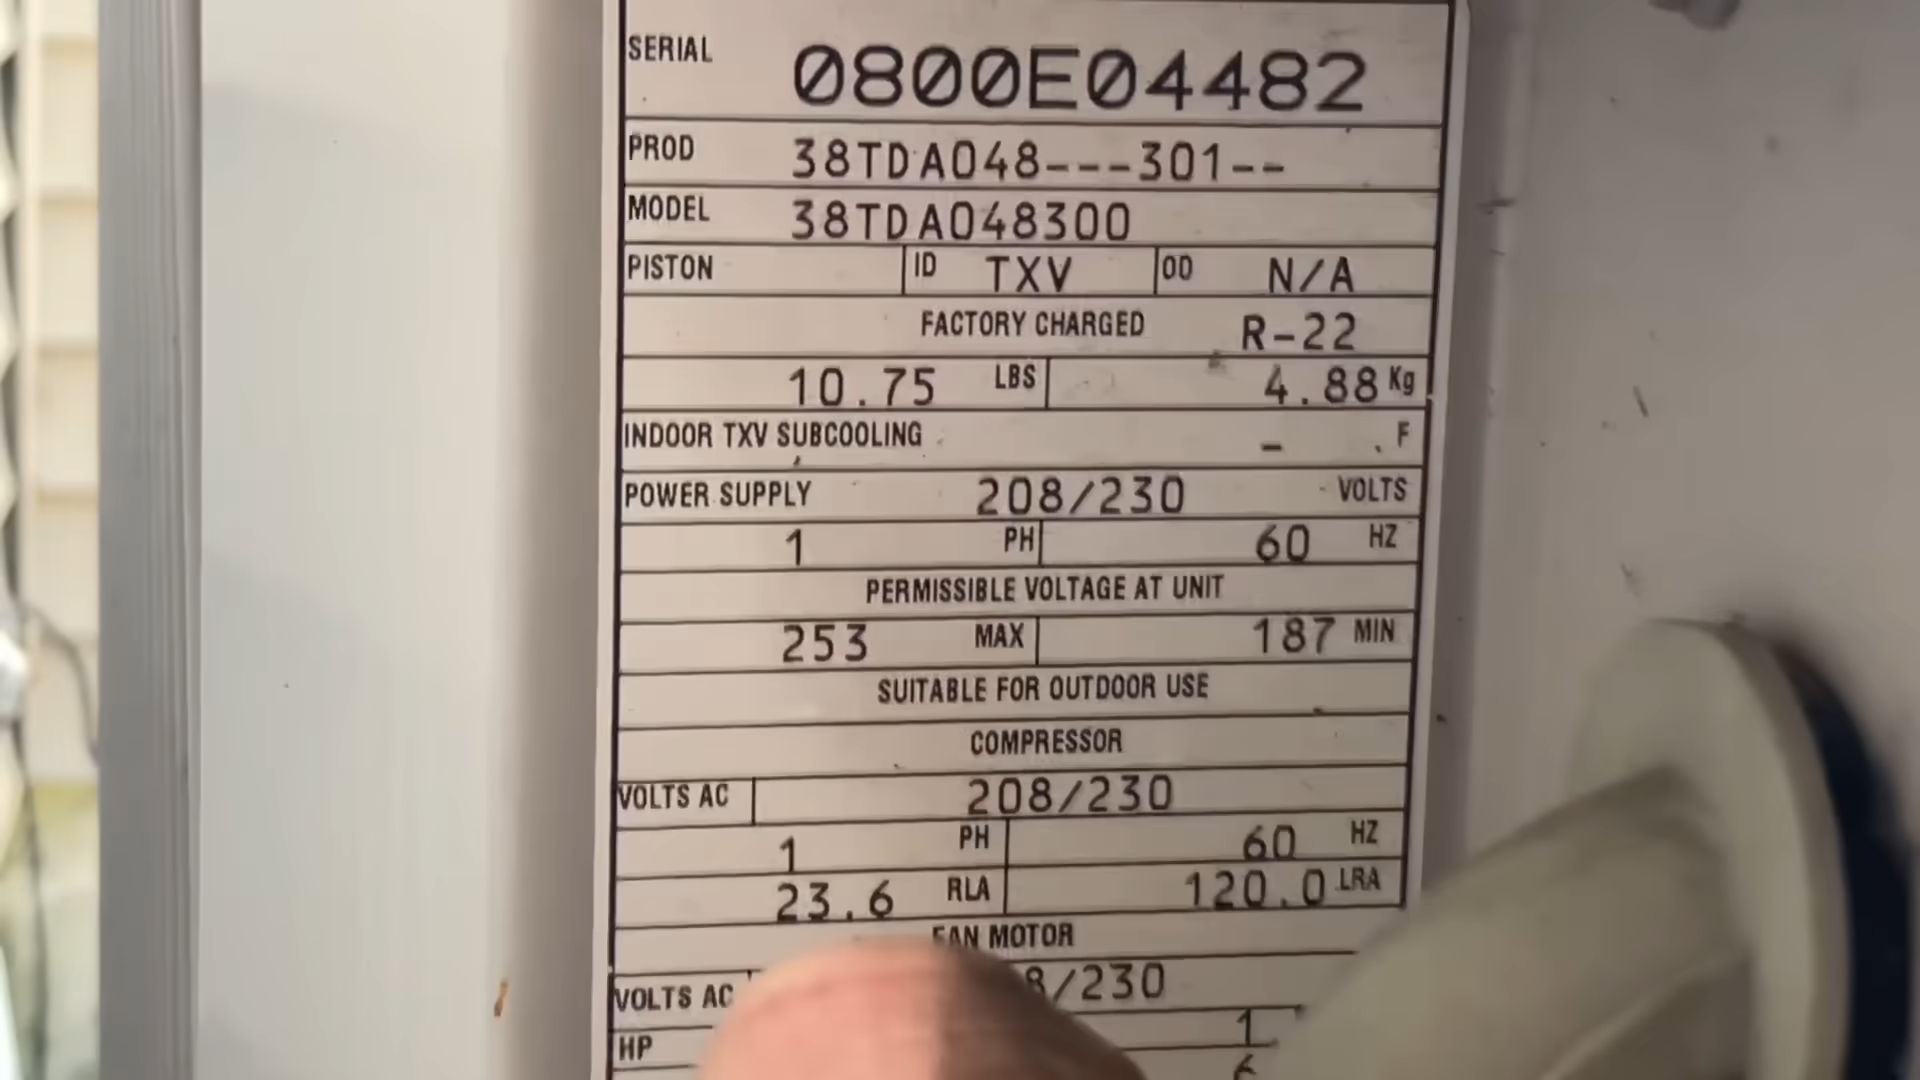 SERIAL 0800E04482
PROD 38TDA048---301--
MODEL 38TDA048300
PISTON ID TXV OD N/A
FACTORY CHARGED R-22
10.75 LBS 4.88 Kg
INDOOR TXV SUBCOOLING - . F
POWER SUPPLY 208/230 VOLTS
1 PH 60 HZ
PERMISSIBLE VOLTAGE AT UNIT
253 MAX 187 MIN
SUITABLE FOR OUTDOOR USE
COMPRESSOR
VOLTS AC 208/230
1 PH 60 HZ
23.6 RLA 120.0 LRA
FAN MOTOR
VOLTS AC 8/230
HP 1